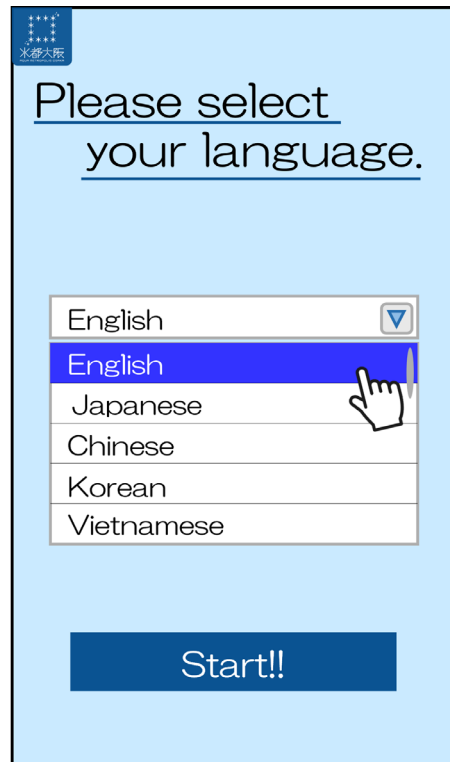 水都大阪
Please select
your language.
English
English
Japanese
Chinese
Korean
Vietnamese
Start!!